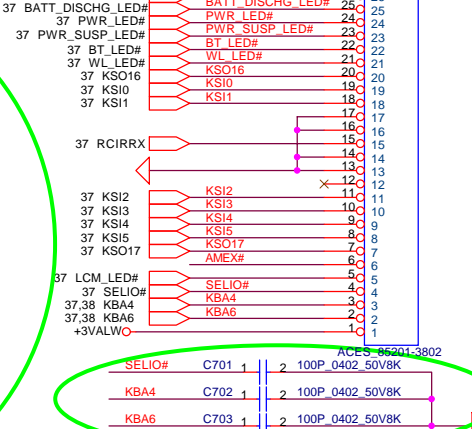 37 BATT_DISCHG_LED# BATT_DISCHG_LED# 25 25
37 PWR_LED# PWR_LED# 24 24
37 PWR_SUSP_LED# PWR_SUSP_LED# 23 23
37 BT_LED# BT_LED# 22 22
37 WL_LED# WL_LED# 21 21
37 KSO16 KSO16 20 20
37 KSI0 KSI0 19 19
37 KSI1 KSI1 18 18
17 17
16 16
37 RCIRRX 15 15
14 14
13 13
12 12
37 KSI2 KSI2 11 11
37 KSI3 KSI3 10 10
37 KSI4 KSI4 9 9
37 KSI5 KSI5 8 8
37 KSO17 KSO17 7 7
AMEX# 6 6
37 LCM_LED# 5 5
37 SELIO# SELIO# 4 4
37,38 KBA4 KBA4 3 3
37,38 KBA6 KBA6 2 2
+3VALW 1 1
ACES_85201-3802
SELIO# C701 1 2 100P_0402_50V8K
KBA4 C702 1 2 100P_0402_50V8K
KBA6 C703 1 2 100P_0402_50V8K